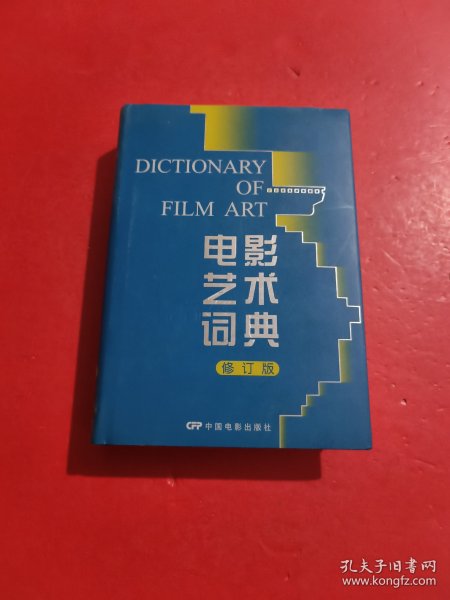 DICTIONARY
OF
FILM ART
电影
艺术
词典
修订版
CFP 中国电影出版社
孔夫子旧书网
www.kongfz.com